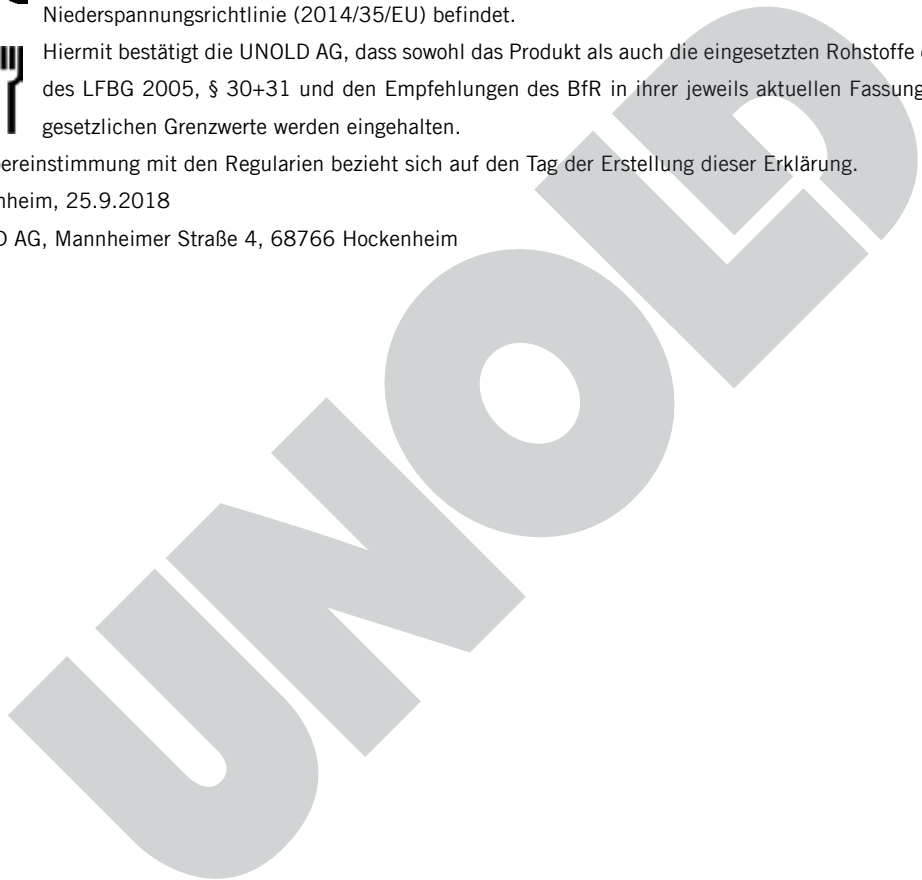 Niederspannungsrichtlinie (2014/35/EU) befindet.
Hiermit bestätigt die UNOLD AG, dass sowohl das Produkt als auch die eingesetzten Rohstoffe
des LFBG 2005, § 30+31 und den Empfehlungen des BfR in ihrer jeweils aktuellen Fassung
gesetzlichen Grenzwerte werden eingehalten.
bereinstimmung mit den Regularien bezieht sich auf den Tag der Erstellung dieser Erklärung.
nheim, 25.9.2018
D AG, Mannheimer Straße 4, 68766 Hockenheim
UNOLD